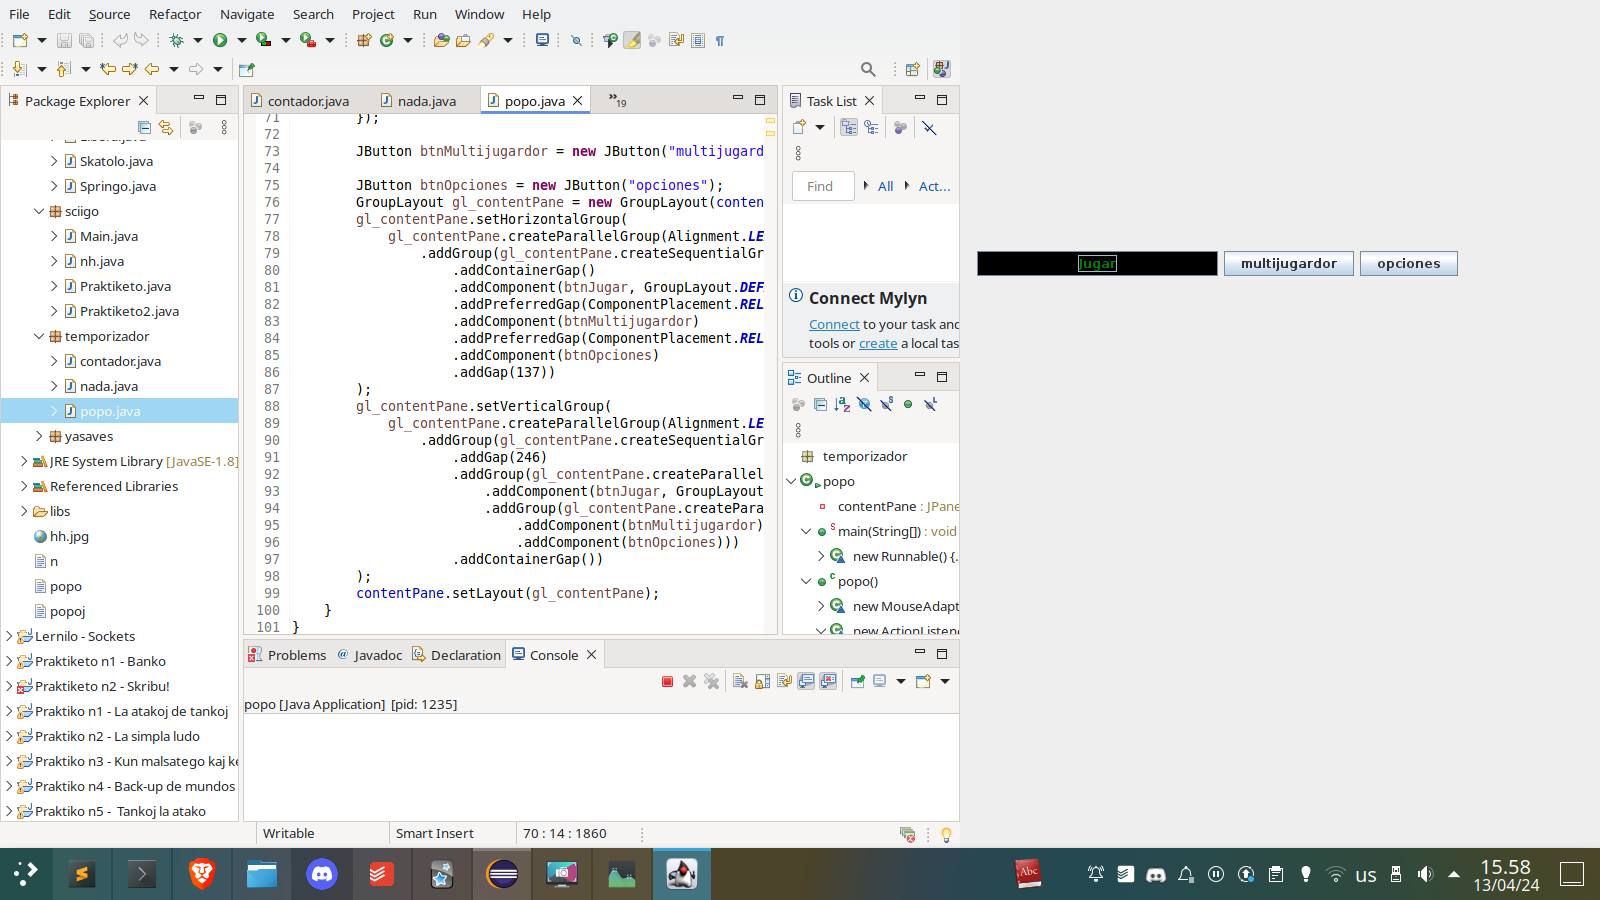 File Edit Source Refactor Navigate Search Project Run Window Help
Package Explorer
Skatolo.java
Springo.java
sciigo
Main.java
nh.java
Praktiketo.java
Praktiketo2.java
temporizador
contador.java
nada.java
popo.java
yasaves
JRE System Library [JavaSE-1.8]
Referenced Libraries
libs
hh.jpg
n
popo
popoj
Lernilo - Sockets
Praktiketo n1 - Banko
Praktiketo n2 - Skribu!
Praktiko n1 - La atakoj de tankoj
Praktiko n2 - La simpla ludo
Praktiko n3 - Kun malsatego kaj ke
Praktiko n4 - Back-up de mundos
Praktiko n5 - Tankoj la atako
contador.java nada.java popo.java »19
71 });
72
73 JButton btnMultijugardor = new JButton("multijugard
74
75 JButton btnOpciones = new JButton("opciones");
76 GroupLayout gl_contentPane = new GroupLayout(conten
77 gl_contentPane.setHorizontalGroup(
78 gl_contentPane.createParallelGroup(Alignment.LE
79 .addGroup(gl_contentPane.createSequentialGr
80 .addContainerGap()
81 .addComponent(btnJugar, GroupLayout.DEF
82 .addPreferredGap(ComponentPlacement.REL
83 .addComponent(btnMultijugardor)
84 .addPreferredGap(ComponentPlacement.REL
85 .addComponent(btnOpciones)
86 .addGap(137))
87 );
88 gl_contentPane.setVerticalGroup(
89 gl_contentPane.createParallelGroup(Alignment.LE
90 .addGroup(gl_contentPane.createSequentialGr
91 .addGap(246)
92 .addGroup(gl_contentPane.createParallel
93 .addComponent(btnJugar, GroupLayout
94 .addGroup(gl_contentPane.createPara
95 .addComponent(btnMultijugardor)
96 .addComponent(btnOpciones)))
97 .addContainerGap())
98 );
99 contentPane.setLayout(gl_contentPane);
100 }
101 }
Task List
Find All Act...
Connect Mylyn
Connect to your task and
tools or create a local tas
Outline
temporizador
popo
contentPane : JPane
main(String[]) : void
new Runnable() {.
popo()
new MouseAdapt
new ActionListene
Problems Javadoc Declaration Console
popo [Java Application] [pid: 1235]
Writable Smart Insert 70 : 14 : 1860
Jugar multijugardor opciones
Abc
us
15.58
13/04/24